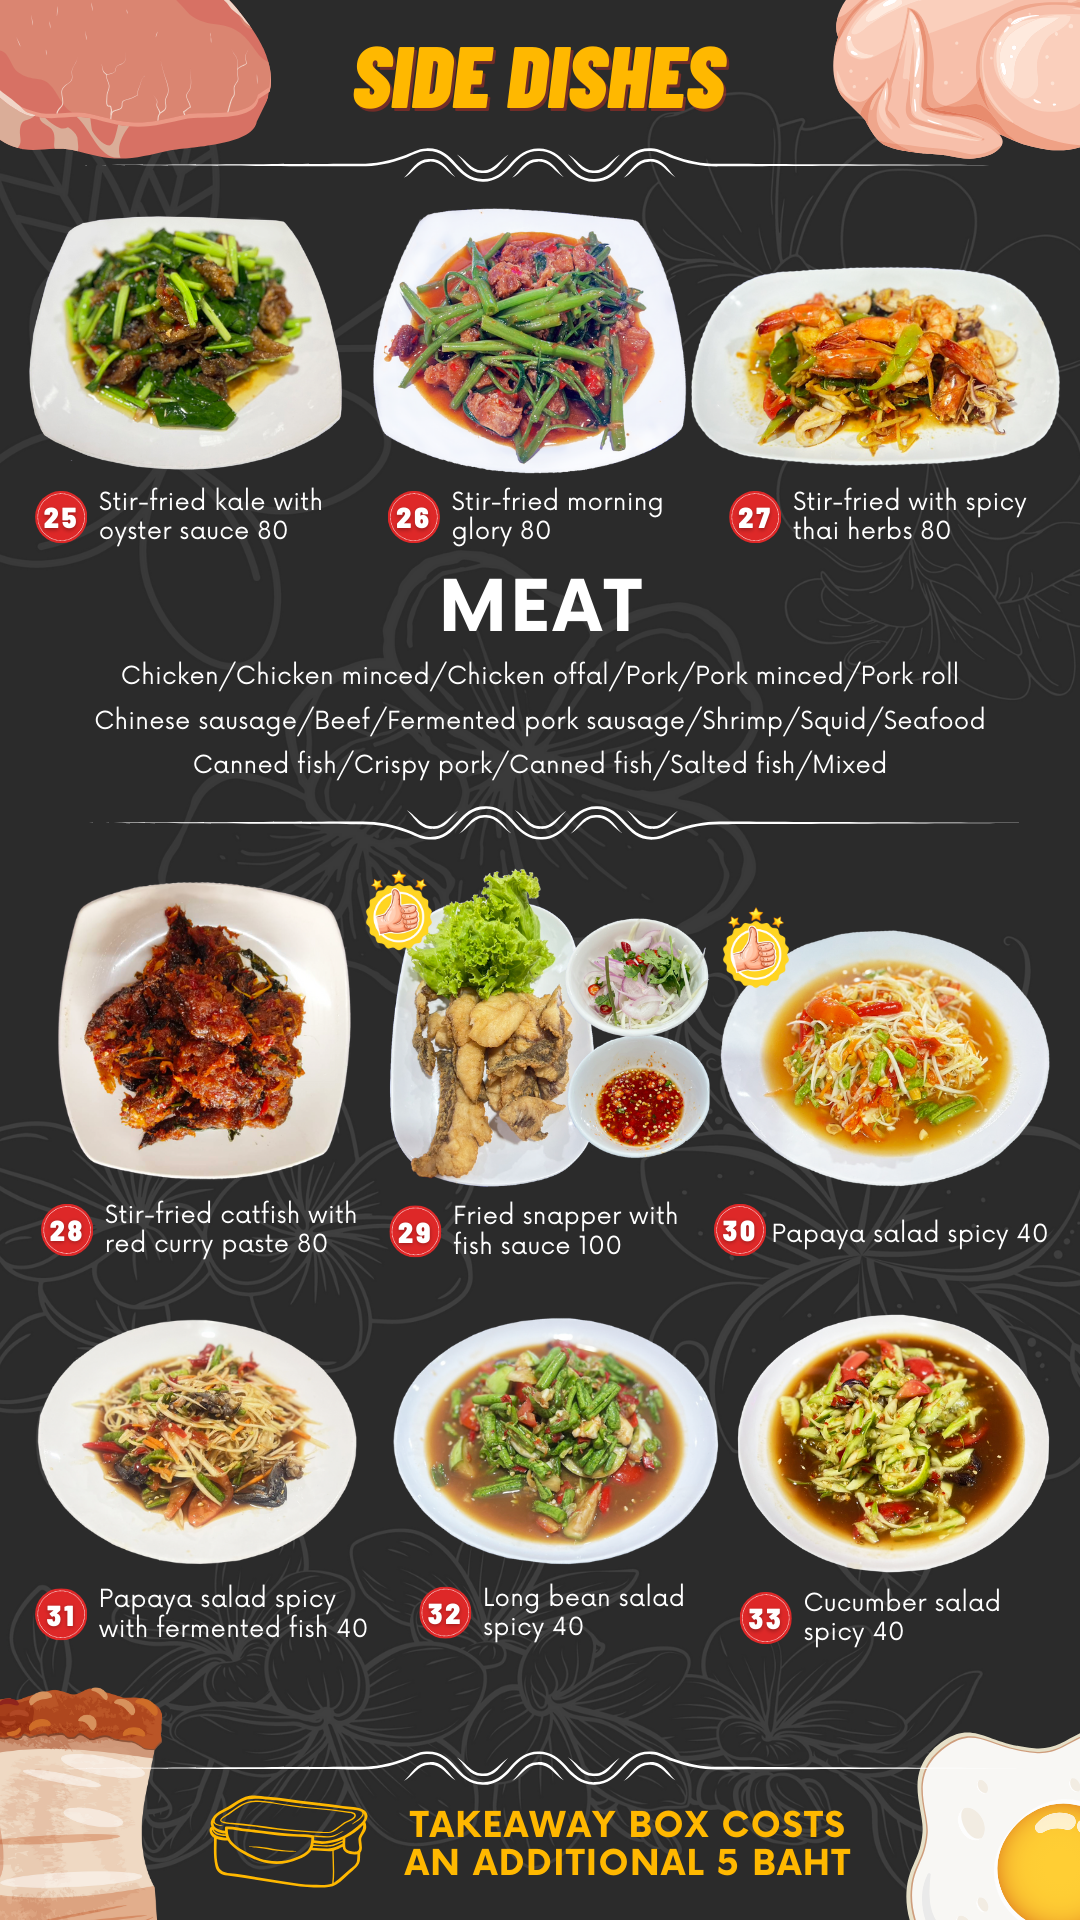 SIDE DISHES
25 Stir-fried kale with
oyster sauce 80
26 Stir-fried morning
glory 80
27 Stir-fried with spicy
thai herbs 80
MEAT
Chicken/Chicken minced/Chicken offal/Pork/Pork minced/Pork roll
Chinese sausage/Beef/Fermented pork sausage/Shrimp/Squid/Seafood
Canned fish/Crispy pork/Canned fish/Salted fish/Mixed
28 Stir-fried catfish with
red curry paste 80
29 Fried snapper with
fish sauce 100
30 Papaya salad spicy 40
31 Papaya salad spicy
with fermented fish 40
32 Long bean salad
spicy 40
33 Cucumber salad
spicy 40
TAKEAWAY BOX COSTS
AN ADDITIONAL 5 BAHT